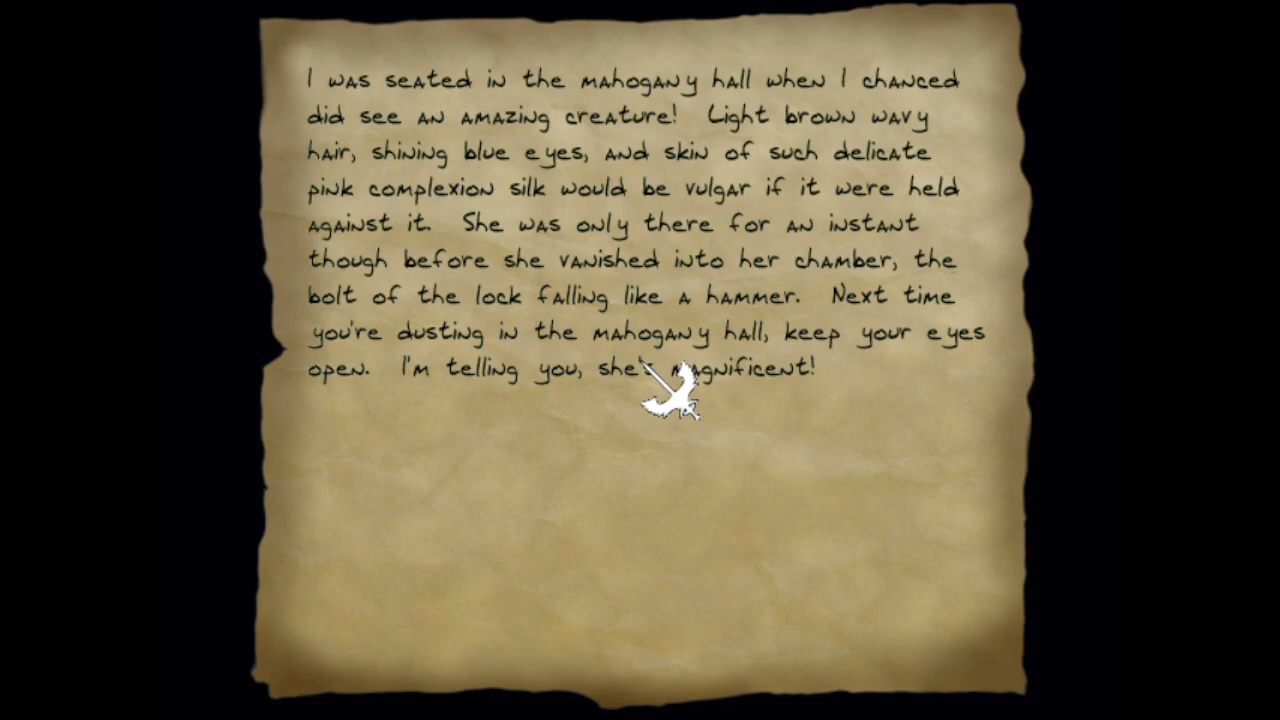 I was seated in the mahogany hall when I chanced
did see an amazing creature! Light brown wavy
hair, shining blue eyes, and skin of such delicate
pink complexion silk would be vulgar if it were held
against it. She was only there for an instant
though before she vanished into her chamber, the
bolt of the lock falling like a hammer. Next time
you're dusting in the mahogany hall, keep your eyes
open. I'm telling you, she's magnificent!